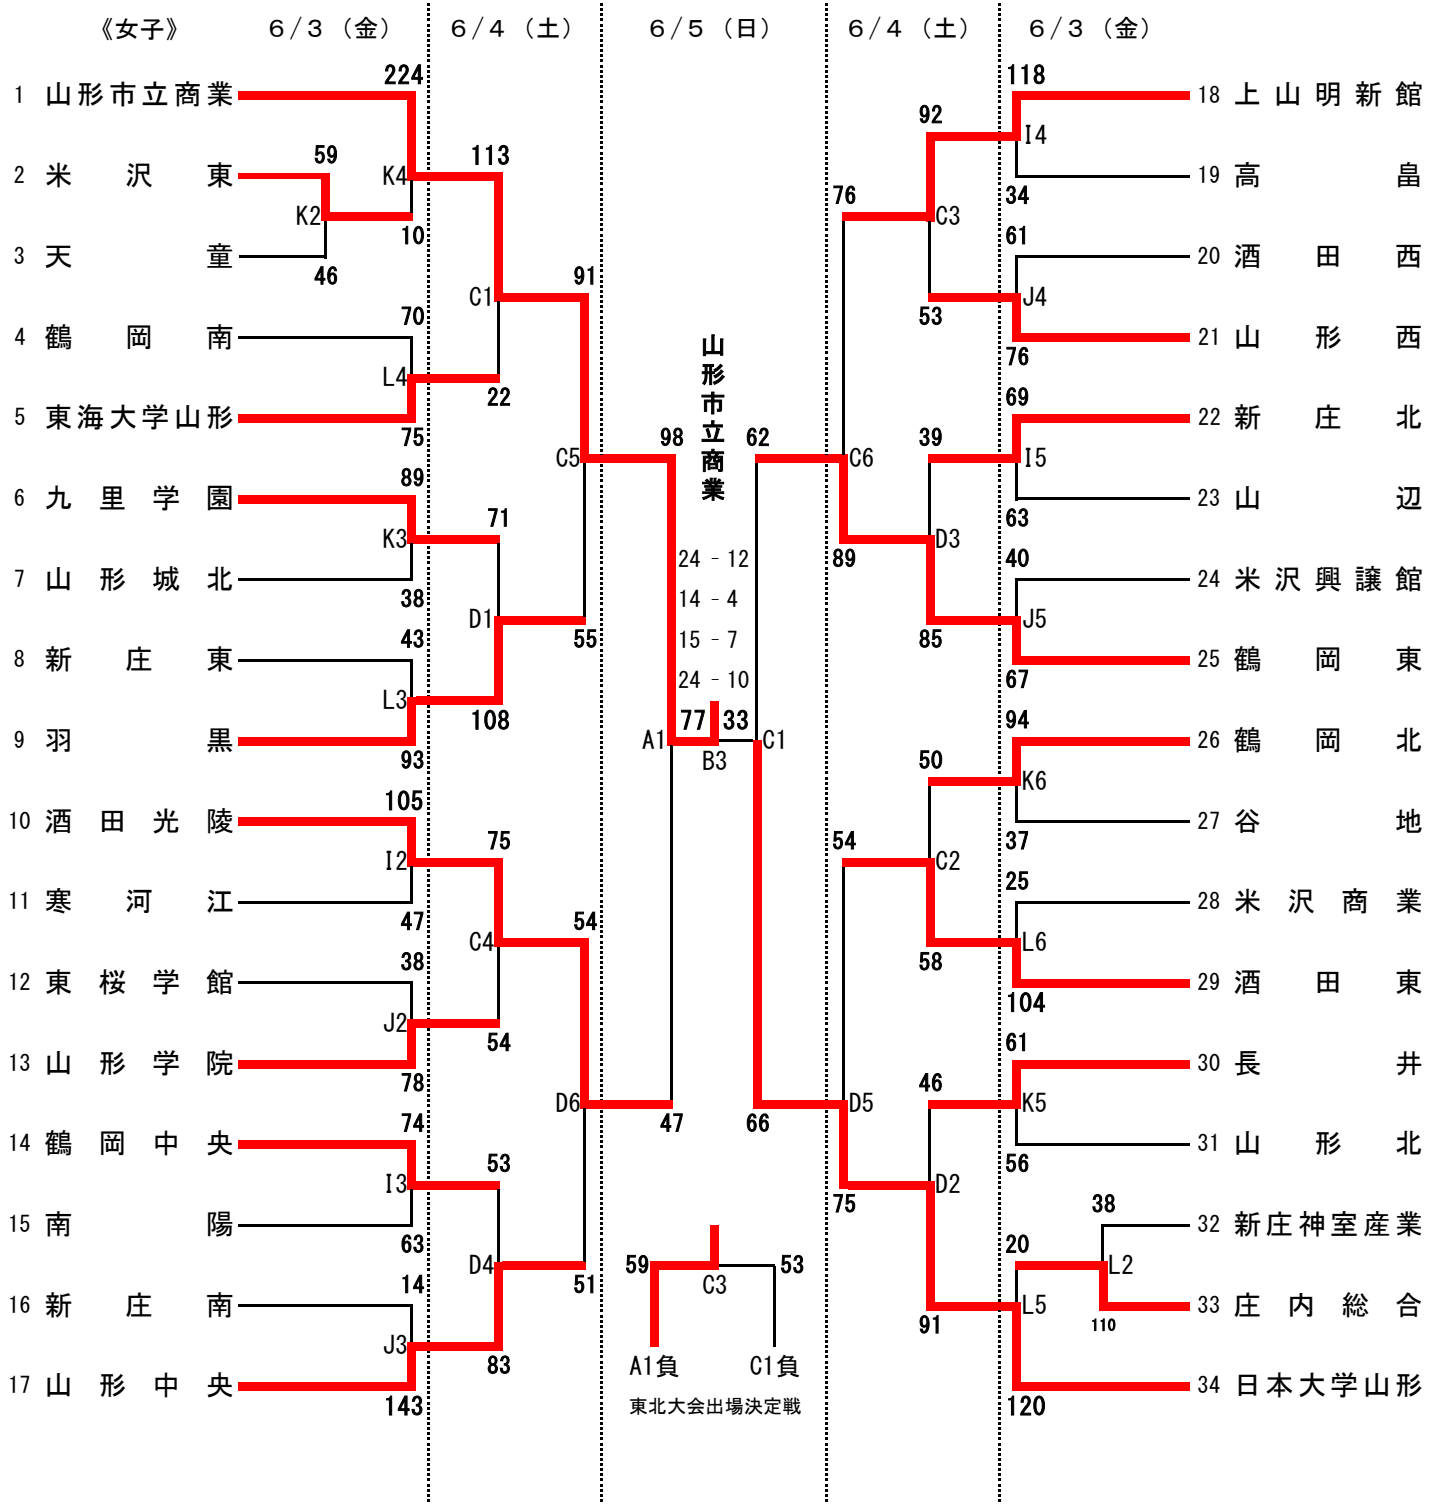 《女子》 ６/３（金） ６/４（土） ６/５（日） ６/４（土） ６/３（金）
1 山形市立商業 224
2 米沢東 59
K2
K4
10
3 天童 46
113
4 鶴岡南 70
L4
5 東海大学山形 75
C1
22
91
6 九里学園 89
K3
7 山形城北 38
71
8 新庄東 43
L3
9 羽黒 93
D1
108
55
C5
98
10 酒田光陵 105
I2
11 寒河江 47
75
12 東桜学館 38
J2
13 山形学院 78
C4
54
54
14 鶴岡中央 74
I3
15 南陽 63
53
16 新庄南 14
J3
17 山形中央 143
D4
83
51
D6
47
A1
山形市立商業
24 - 12
14 - 4
15 - 7
24 - 10
77 33
B3
62
C1
66
118 18 上山明新館
I4
34 19 高畠
92
61 20 酒田西
J4
76 21 山形西
C3
53
76
69 22 新庄北
I5
63 23 山辺
39
40 24 米沢興譲館
J5
67 25 鶴岡東
D3
85
89
C6
94 26 鶴岡北
K6
37 27 谷地
50
25 28 米沢商業
L6
104 29 酒田東
C2
58
54
61 30 長井
K5
56 31 山形北
46
38 32 新庄神室産業
L2
110 33 庄内総合
20
L5
120 34 日本大学山形
D2
91
75
D5
59 53
C3
A1負 C1負
東北大会出場決定戦